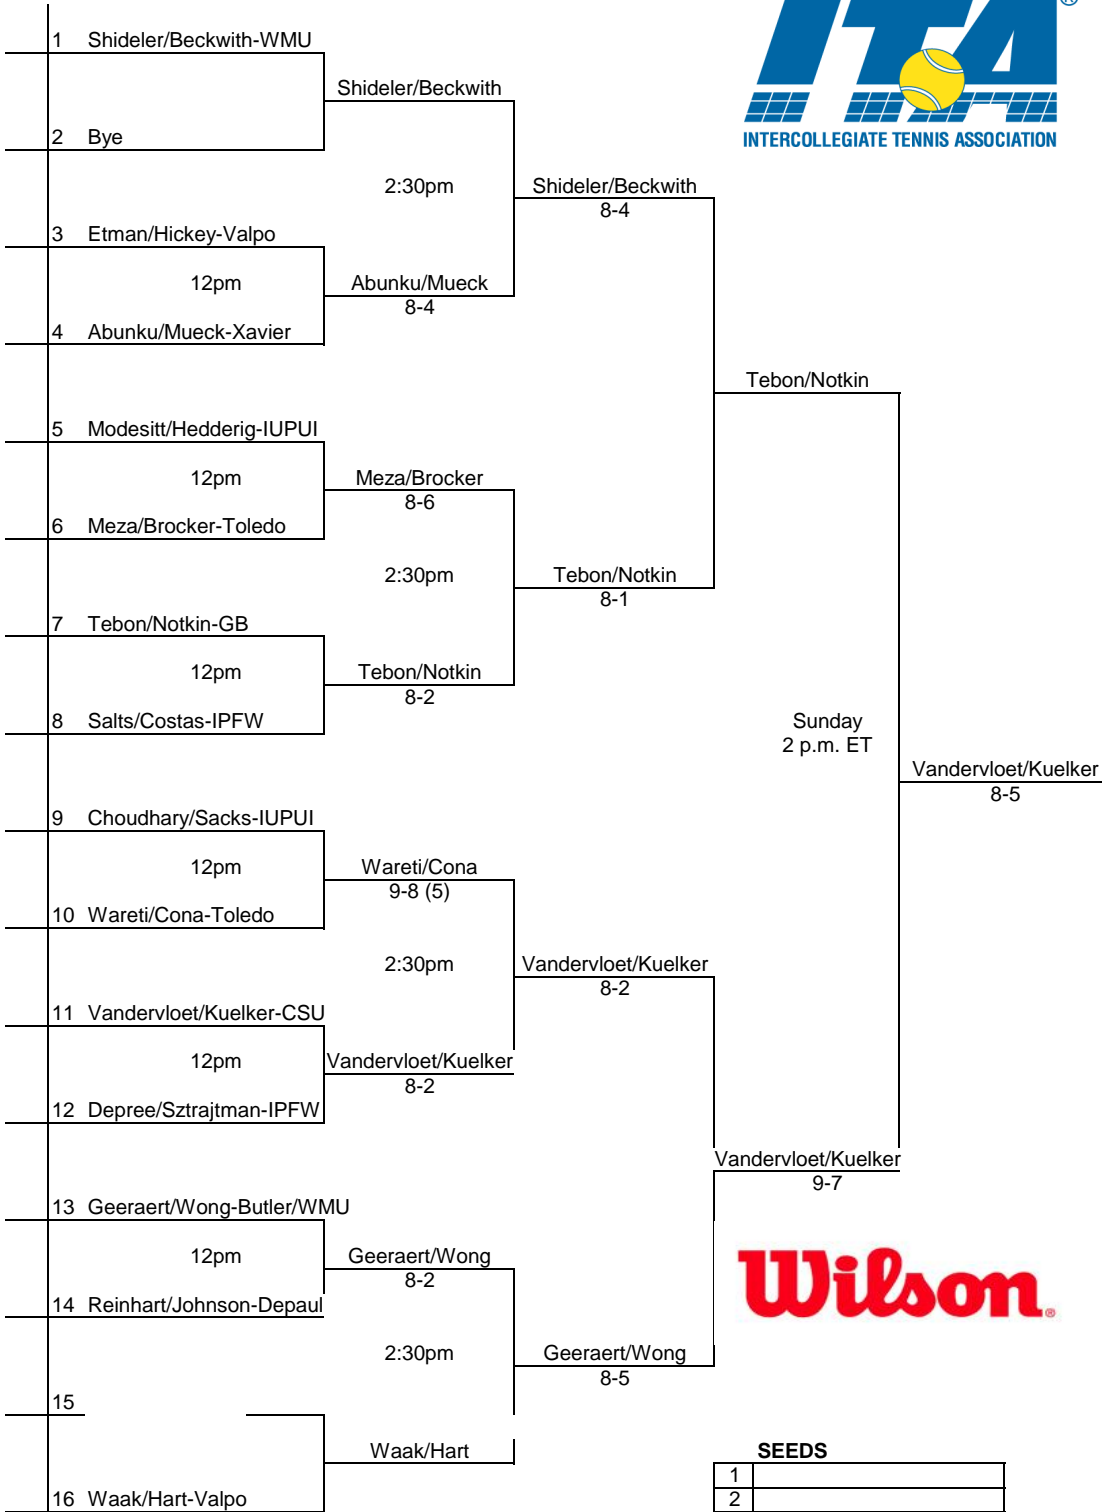 ITA
®
INTERCOLLEGIATE TENNIS ASSOCIATION
1 Shideler/Beckwith-WMU
Shideler/Beckwith
2 Bye
2:30pm
Shideler/Beckwith
8-4
3 Etman/Hickey-Valpo
12pm
Abunku/Mueck
8-4
4 Abunku/Mueck-Xavier
Tebon/Notkin
5 Modesitt/Hedderig-IUPUI
12pm
Meza/Brocker
8-6
6 Meza/Brocker-Toledo
2:30pm
Tebon/Notkin
8-1
7 Tebon/Notkin-GB
12pm
Tebon/Notkin
8-2
8 Salts/Costas-IPFW
Sunday
2 p.m. ET
Vandervloet/Kuelker
8-5
9 Choudhary/Sacks-IUPUI
12pm
Wareti/Cona
9-8 (5)
10 Wareti/Cona-Toledo
2:30pm
Vandervloet/Kuelker
8-2
11 Vandervloet/Kuelker-CSU
12pm
Vandervloet/Kuelker
8-2
12 Depree/Sztrajtman-IPFW
Vandervloet/Kuelker
9-7
13 Geeraert/Wong-Butler/WMU
12pm
Geeraert/Wong
8-2
14 Reinhart/Johnson-Depaul
Wilson®
2:30pm
Geeraert/Wong
8-5
15
Waak/Hart
16 Waak/Hart-Valpo
SEEDS
1
2